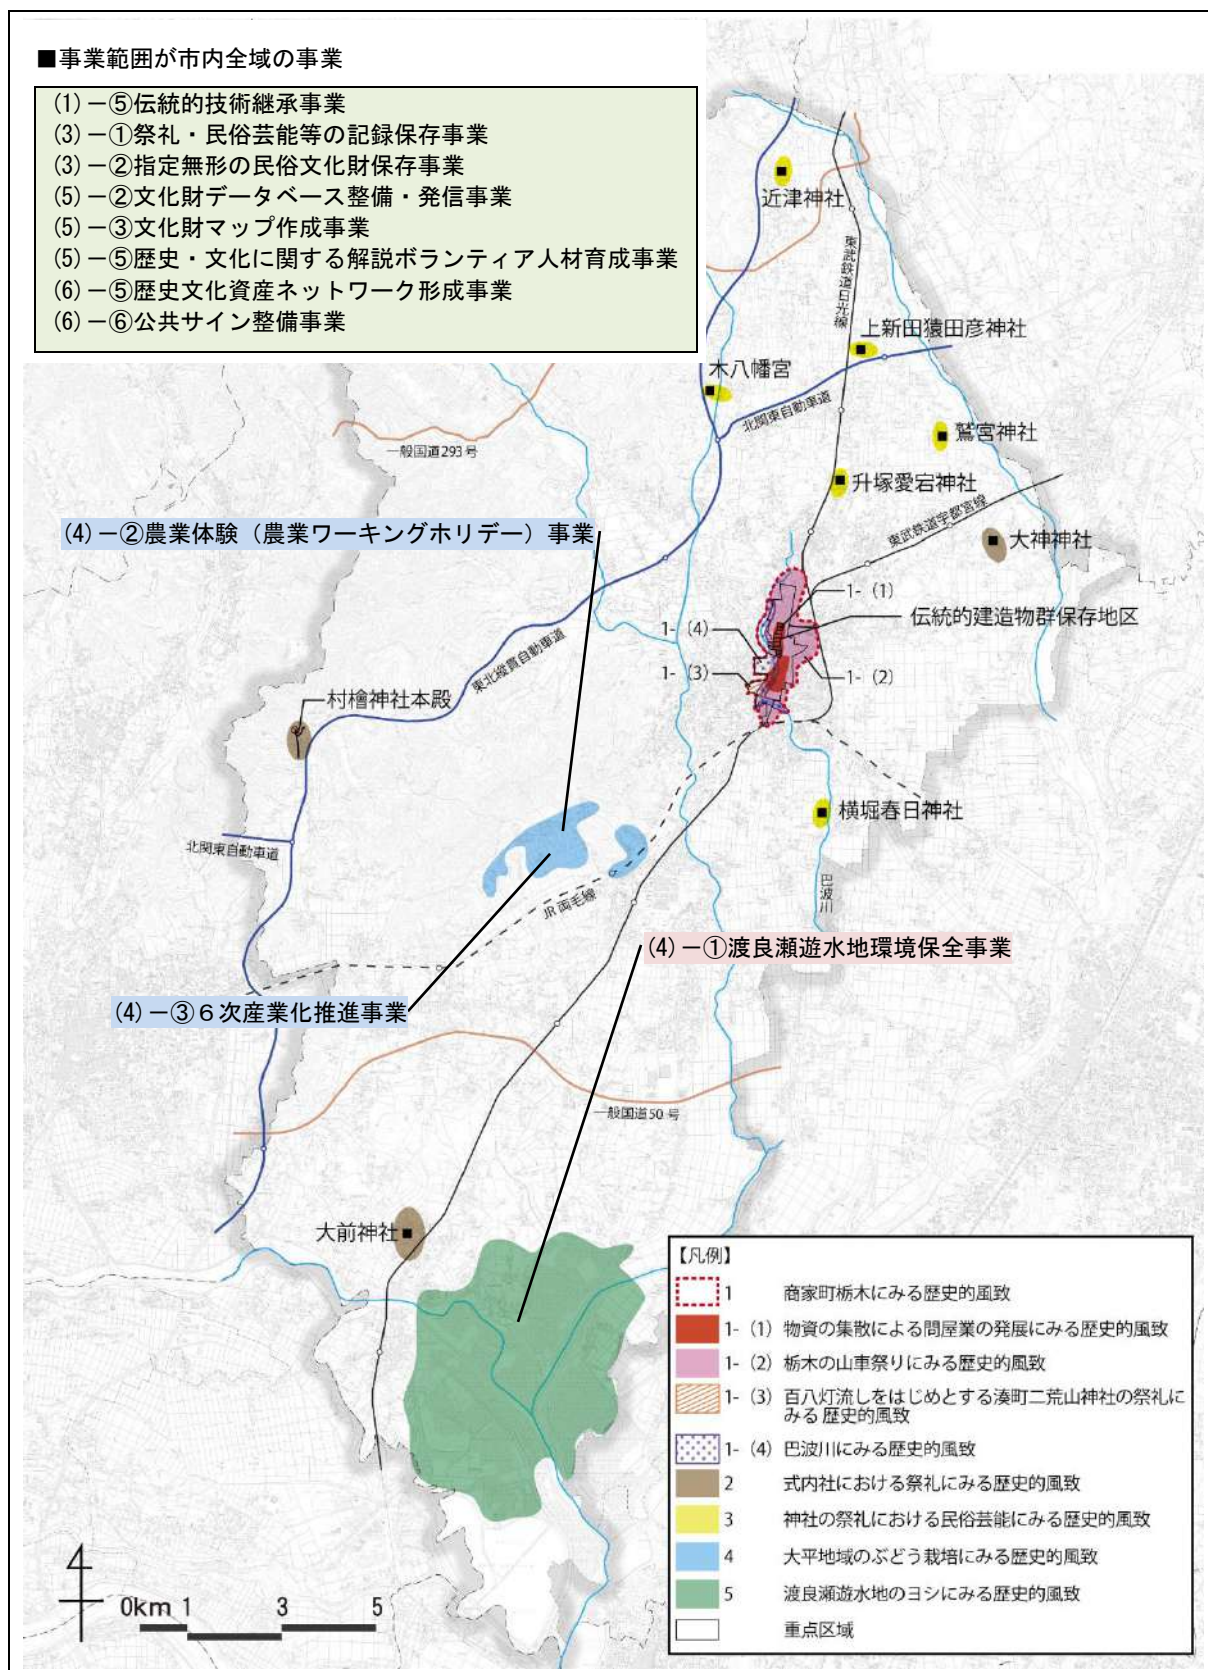 ■事業範囲が市内全域の事業
(1)－⑤伝統的技術継承事業
(3)－①祭礼・民俗芸能等の記録保存事業
(3)－②指定無形の民俗文化財保存事業
(5)－②文化財データベース整備・発信事業
(5)－③文化財マップ作成事業
(5)－⑤歴史・文化に関する解説ボランティア人材育成事業
(6)－⑤歴史文化資産ネットワーク形成事業
(6)－⑥公共サイン整備事業
近津神社
東武鉄道日光線
上新田猿田彦神社
木八幡宮
北関東自動車道
鷲宮神社
一般国道293号
升塚愛宕神社
東武鉄道宇都宮線
(4)－②農業体験（農業ワーキングホリデー）事業
大神神社
1-（1）
伝統的建造物群保存地区
1-（4）
1-（3）
1-（2）
東北縦貫自動車道
村檜神社本殿
横堀春日神社
北関東自動車道
巴波川
JR両毛線
(4)－①渡良瀬遊水地環境保全事業
(4)－③６次産業化推進事業
一般国道50号
大前神社
【凡例】
1 商家町栃木にみる歴史的風致
1-（1）物資の集散による問屋業の発展にみる歴史的風致
1-（2）栃木の山車祭りにみる歴史的風致
1-（3）百八灯流しをはじめとする湊町二荒山神社の祭礼に
みる歴史的風致
1-（4）巴波川にみる歴史的風致
2 式内社における祭礼にみる歴史的風致
3 神社の祭礼における民俗芸能にみる歴史的風致
4 大平地域のぶどう栽培にみる歴史的風致
5 渡良瀬遊水地のヨシにみる歴史的風致
重点区域
0km 1 3 5